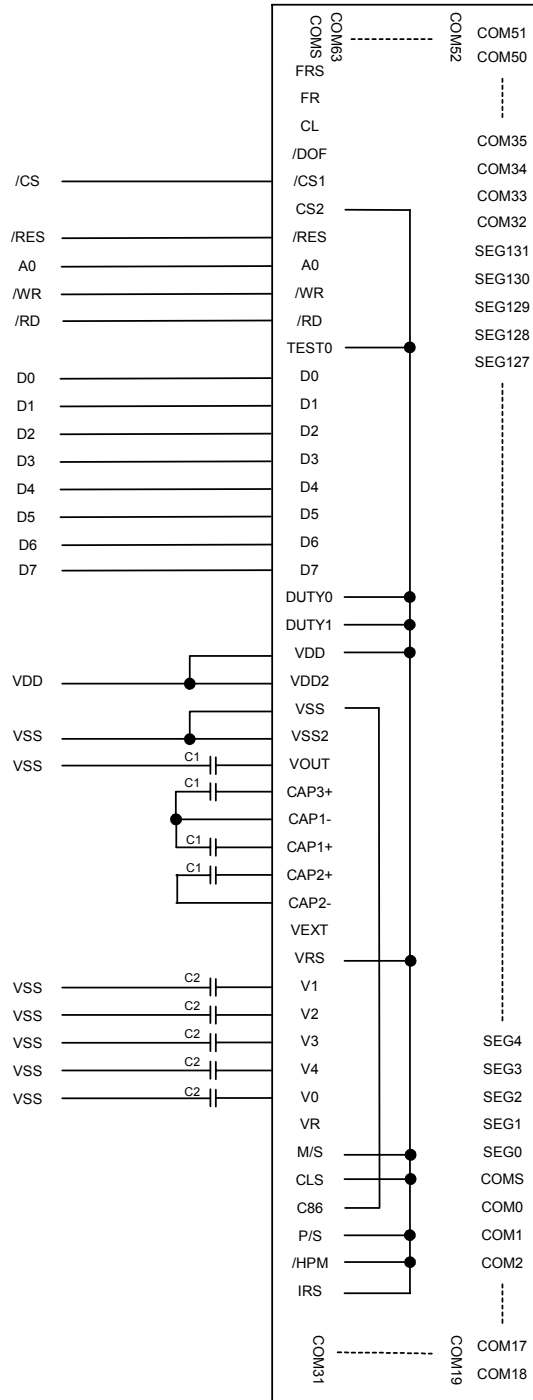 COMS
COM63
COM52
COM51
COM50
FRS
FR
CL
/DOF
COM35
COM34
/CS
/CS1
COM33
CS2
COM32
/RES
/RES
SEG131
A0
A0
SEG130
/WR
/WR
SEG129
/RD
/RD
SEG128
TEST0
SEG127
D0
D0
D1
D1
D2
D2
D3
D3
D4
D4
D5
D5
D6
D6
D7
D7
DUTY0
DUTY1
VDD
VDD
VDD2
VSS
VSS
VSS2
VSS
C1
VOUT
C1
CAP3+
CAP1-
C1
CAP1+
C1
CAP2+
CAP2-
VEXT
VRS
VSS
C2
V1
VSS
C2
V2
VSS
C2
V3
SEG4
VSS
C2
V4
SEG3
VSS
C2
V0
SEG2
VR
SEG1
M/S
SEG0
CLS
COMS
C86
COM0
P/S
COM1
/HPM
COM2
IRS
COM31
COM19
COM17
COM18